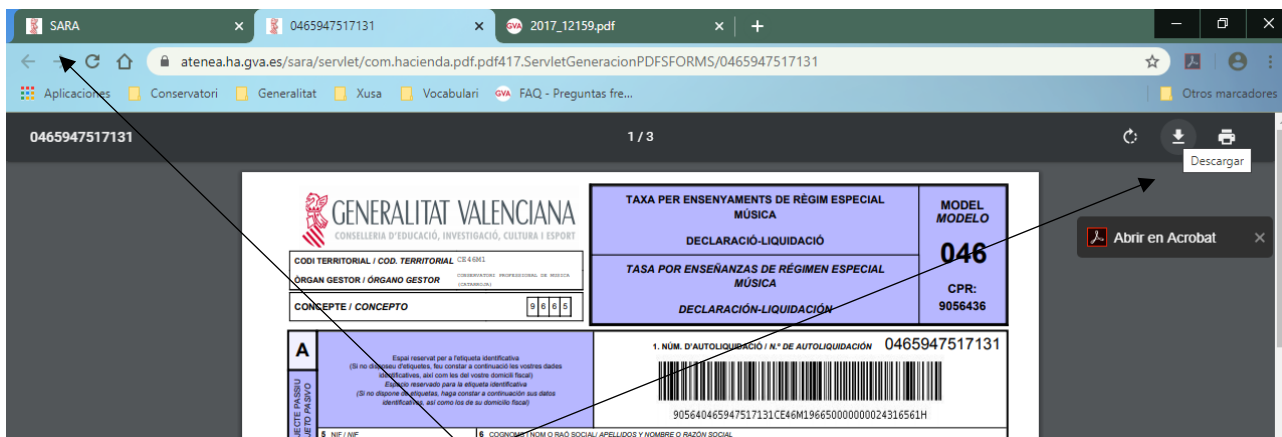 SARA
0465947517131
2017_12159.pdf
atenea.ha.gva.es/sara/servlet/com.hacienda.pdf.pdf417.ServletGeneracionPDFSFORMS/0465947517131
Aplicaciones Conservatori Generalitat Xusa Vocabulari GVA FAQ - Preguntas fre... Otros marcadores
0465947517131 1 / 3
Descargar
Abrir en Acrobat
GENERALITAT VALENCIANA
CONSELLERIA D'EDUCACIÓ, INVESTIGACIÓ, CULTURA I ESPORT
CODI TERRITORIAL / COD. TERRITORIAL CE46M1
ÒRGAN GESTOR / ÓRGANO GESTOR CONSERVATORI PROFESSIONAL DE MÚSICA
CONCEPTE / CONCEPTO 9665
TAXA PER ENSENYAMENTS DE RÈGIM ESPECIAL
MÚSICA
DECLARACIÓ-LIQUIDACIÓ
TASA POR ENSEÑANZAS DE RÉGIMEN ESPECIAL
MÚSICA
DECLARACIÓN-LIQUIDACIÓN
MODEL
MODELO
046
CPR:
9056436
A
Espai reservat per a l'etiqueta identificativa
(Si no disposeu d'etiquetes, feu constar a continuació les vostres dades
identificatives, així com les del vostre domicili fiscal)
Espacio reservado para la etiqueta identificativa
(Si no dispone de etiquetas, haga constar a continuación sus datos
identificativos, así como los de su domicilio fiscal)
1. NÚM. D'AUTOLIQUIDACIÓ / N.º DE AUTOLIQUIDACIÓN 0465947517131
905640465947517131CE46M196650000000024316561H
5 NIF / NIF 6 COGNOMS I NOM O RAÓ SOCIAL / APELLIDOS Y NOMBRE O RAZÓN SOCIAL